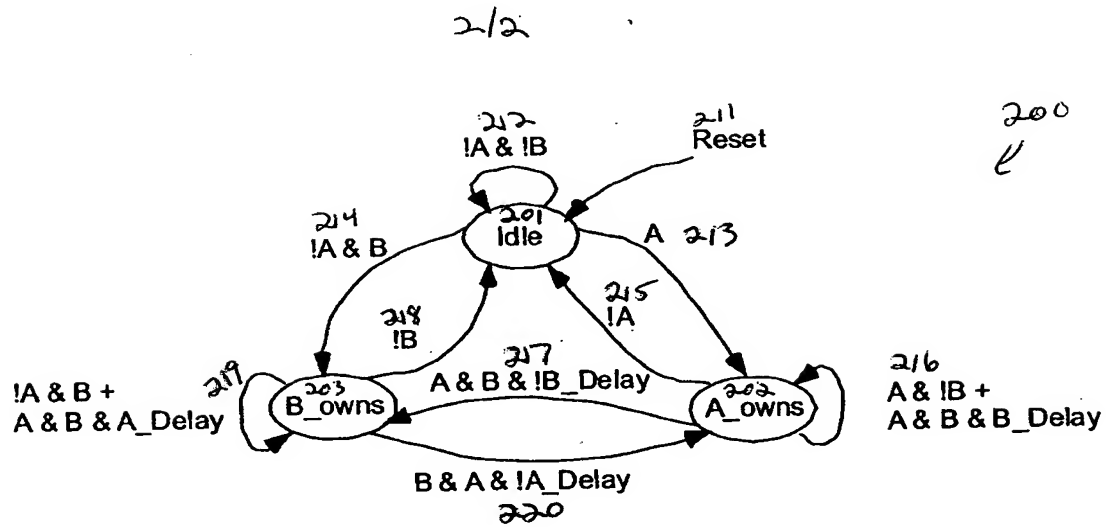 2/2
200
212
!A & !B
211
Reset
214
!A & B
201
Idle
A 213
218
!B
215
!A
217
A & B & !B_Delay
219
!A & B +
A & B & A_Delay
203
B_owns
202
A_owns
216
A & !B +
A & B & B_Delay
B & A & !A_Delay
220